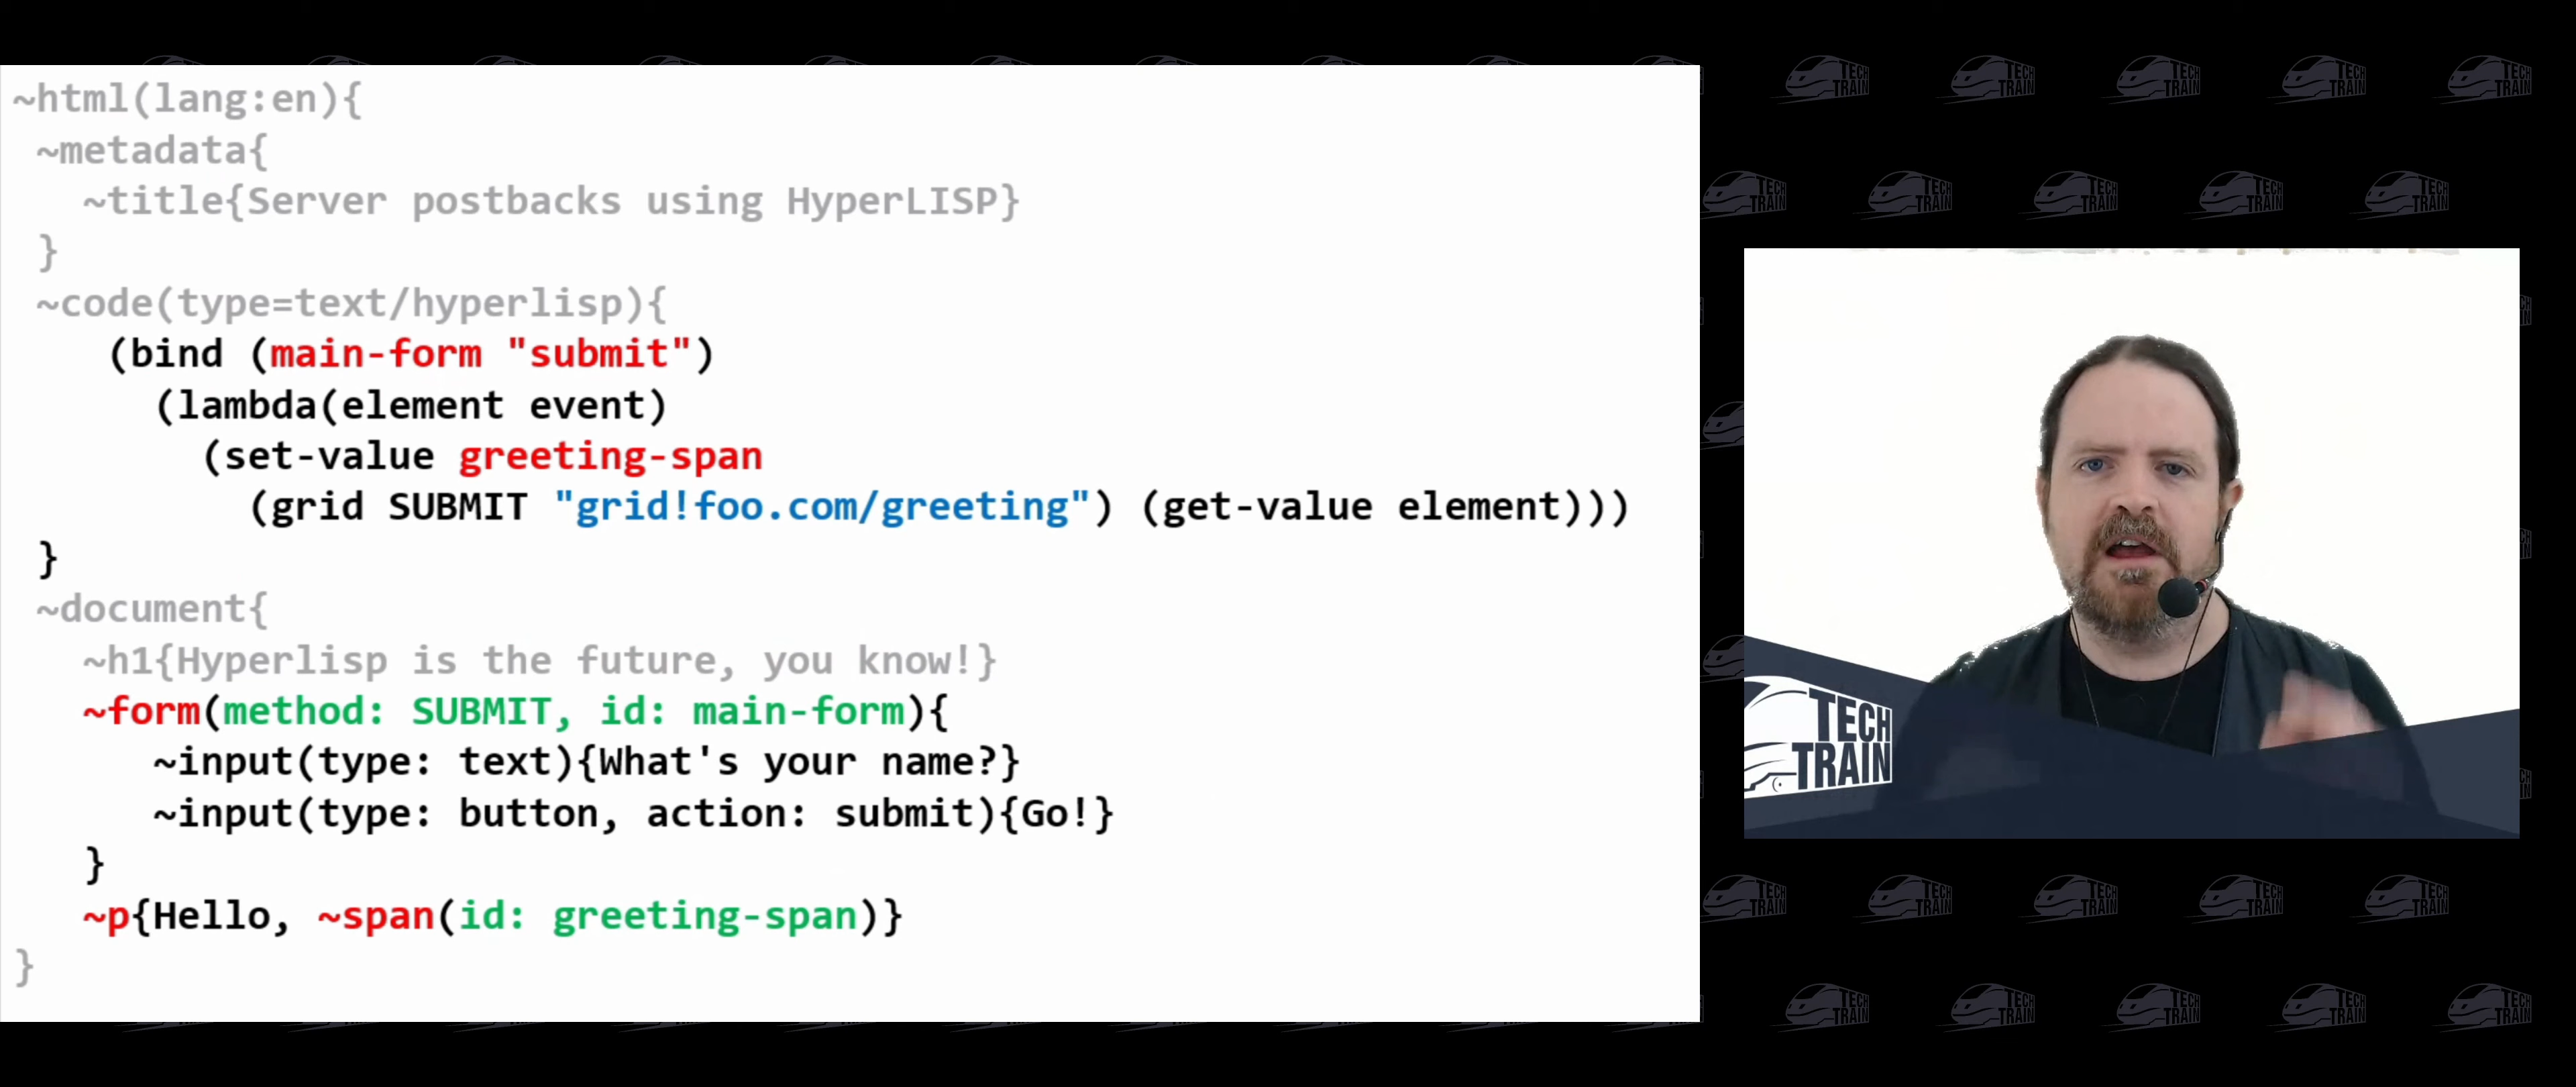 ~html(lang:en){
~metadata{
~title{Server postbacks using HyperLISP}
}
~code(type=text/hyperlisp){
(bind (main-form "submit")
(lambda(element event)
(set-value greeting-span
(grid SUBMIT "grid!foo.com/greeting") (get-value element)))
}
~document{
~h1{Hyperlisp is the future, you know!}
~form(method: SUBMIT, id: main-form){
~input(type: text){What's your name?}
~input(type: button, action: submit){Go!}
}
~p{Hello, ~span(id: greeting-span)}
}
TECH
TRAIN